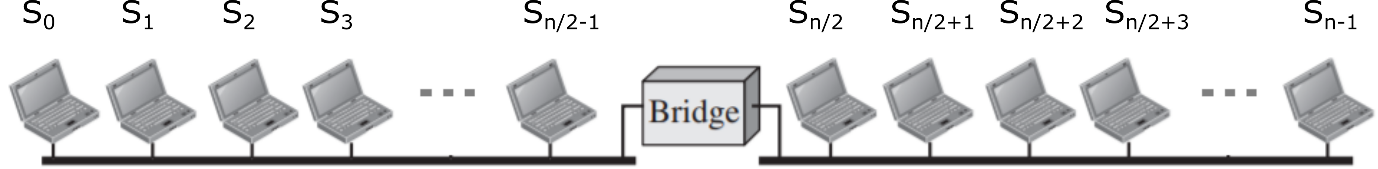 S₀ S₁ S₂ S₃ Sₙ/₂₋₁ Sₙ/₂ Sₙ/₂₊₁ Sₙ/₂₊₂ Sₙ/₂₊₃ Sₙ₋₁
Bridge